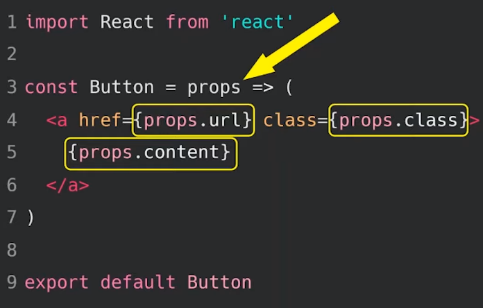 1 import React from 'react'
2
3 const Button = props => (
4 <a href={props.url} class={props.class}>
5 {props.content}
6 </a>
7 )
8
9 export default Button